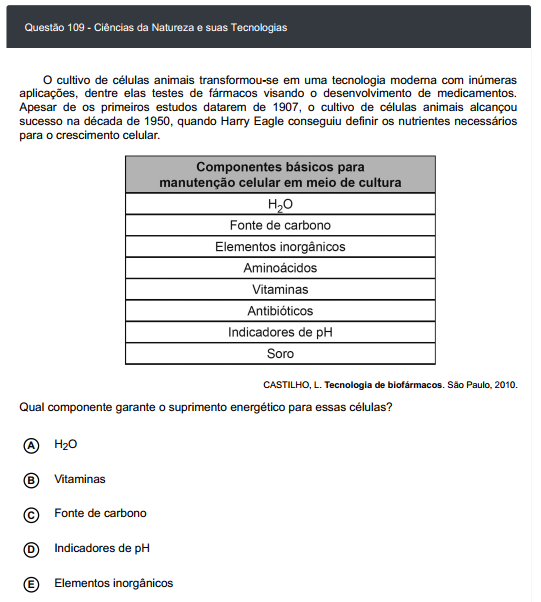 Questão 109 - Ciências da Natureza e suas Tecnologias
O cultivo de células animais transformou-se em uma tecnologia moderna com inúmeras
aplicações, dentre elas testes de fármacos visando o desenvolvimento de medicamentos.
Apesar de os primeiros estudos datarem de 1907, o cultivo de células animais alcançou
sucesso na década de 1950, quando Harry Eagle conseguiu definir os nutrientes necessários
para o crescimento celular.
Componentes básicos para
manutenção celular em meio de cultura
H₂O
Fonte de carbono
Elementos inorgânicos
Aminoácidos
Vitaminas
Antibióticos
Indicadores de pH
Soro
CASTILHO, L. Tecnologia de biofármacos. São Paulo, 2010.
Qual componente garante o suprimento energético para essas células?
A H₂O
B Vitaminas
C Fonte de carbono
D Indicadores de pH
E Elementos inorgânicos